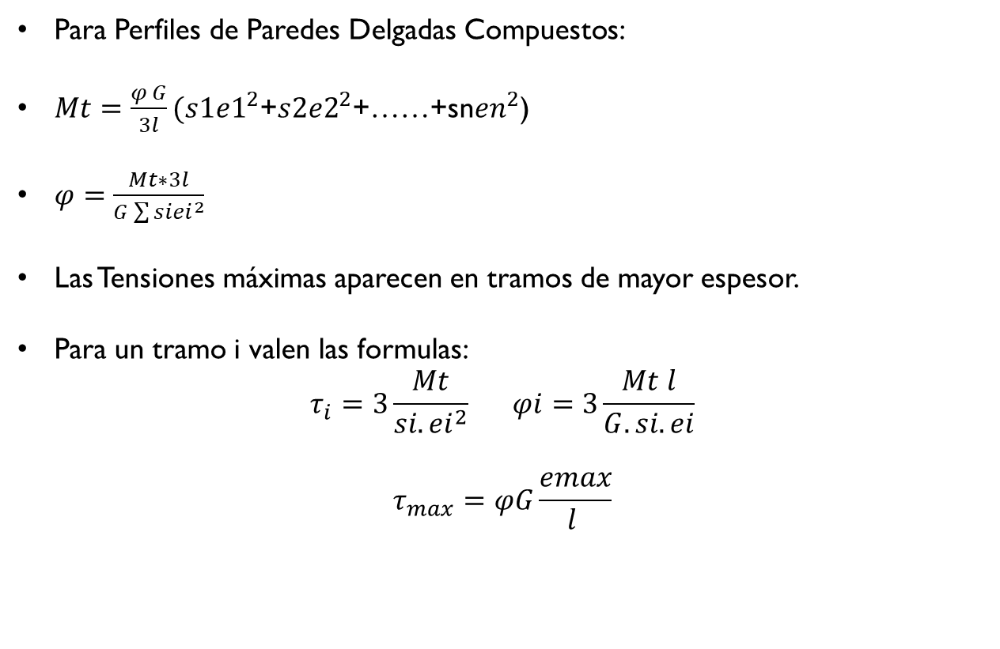 • Para Perfiles de Paredes Delgadas Compuestos:
• Mt = φ G / 3l (s1e1²+s2e2²+......+snen²)
• φ = Mt∗3l / G ∑ siei²
• Las Tensiones máximas aparecen en tramos de mayor espesor.
• Para un tramo i valen las formulas:
τᵢ = 3 Mt / si.ei² φi = 3 Mt l / G.si.ei
τₘₐₓ = φG emax / l